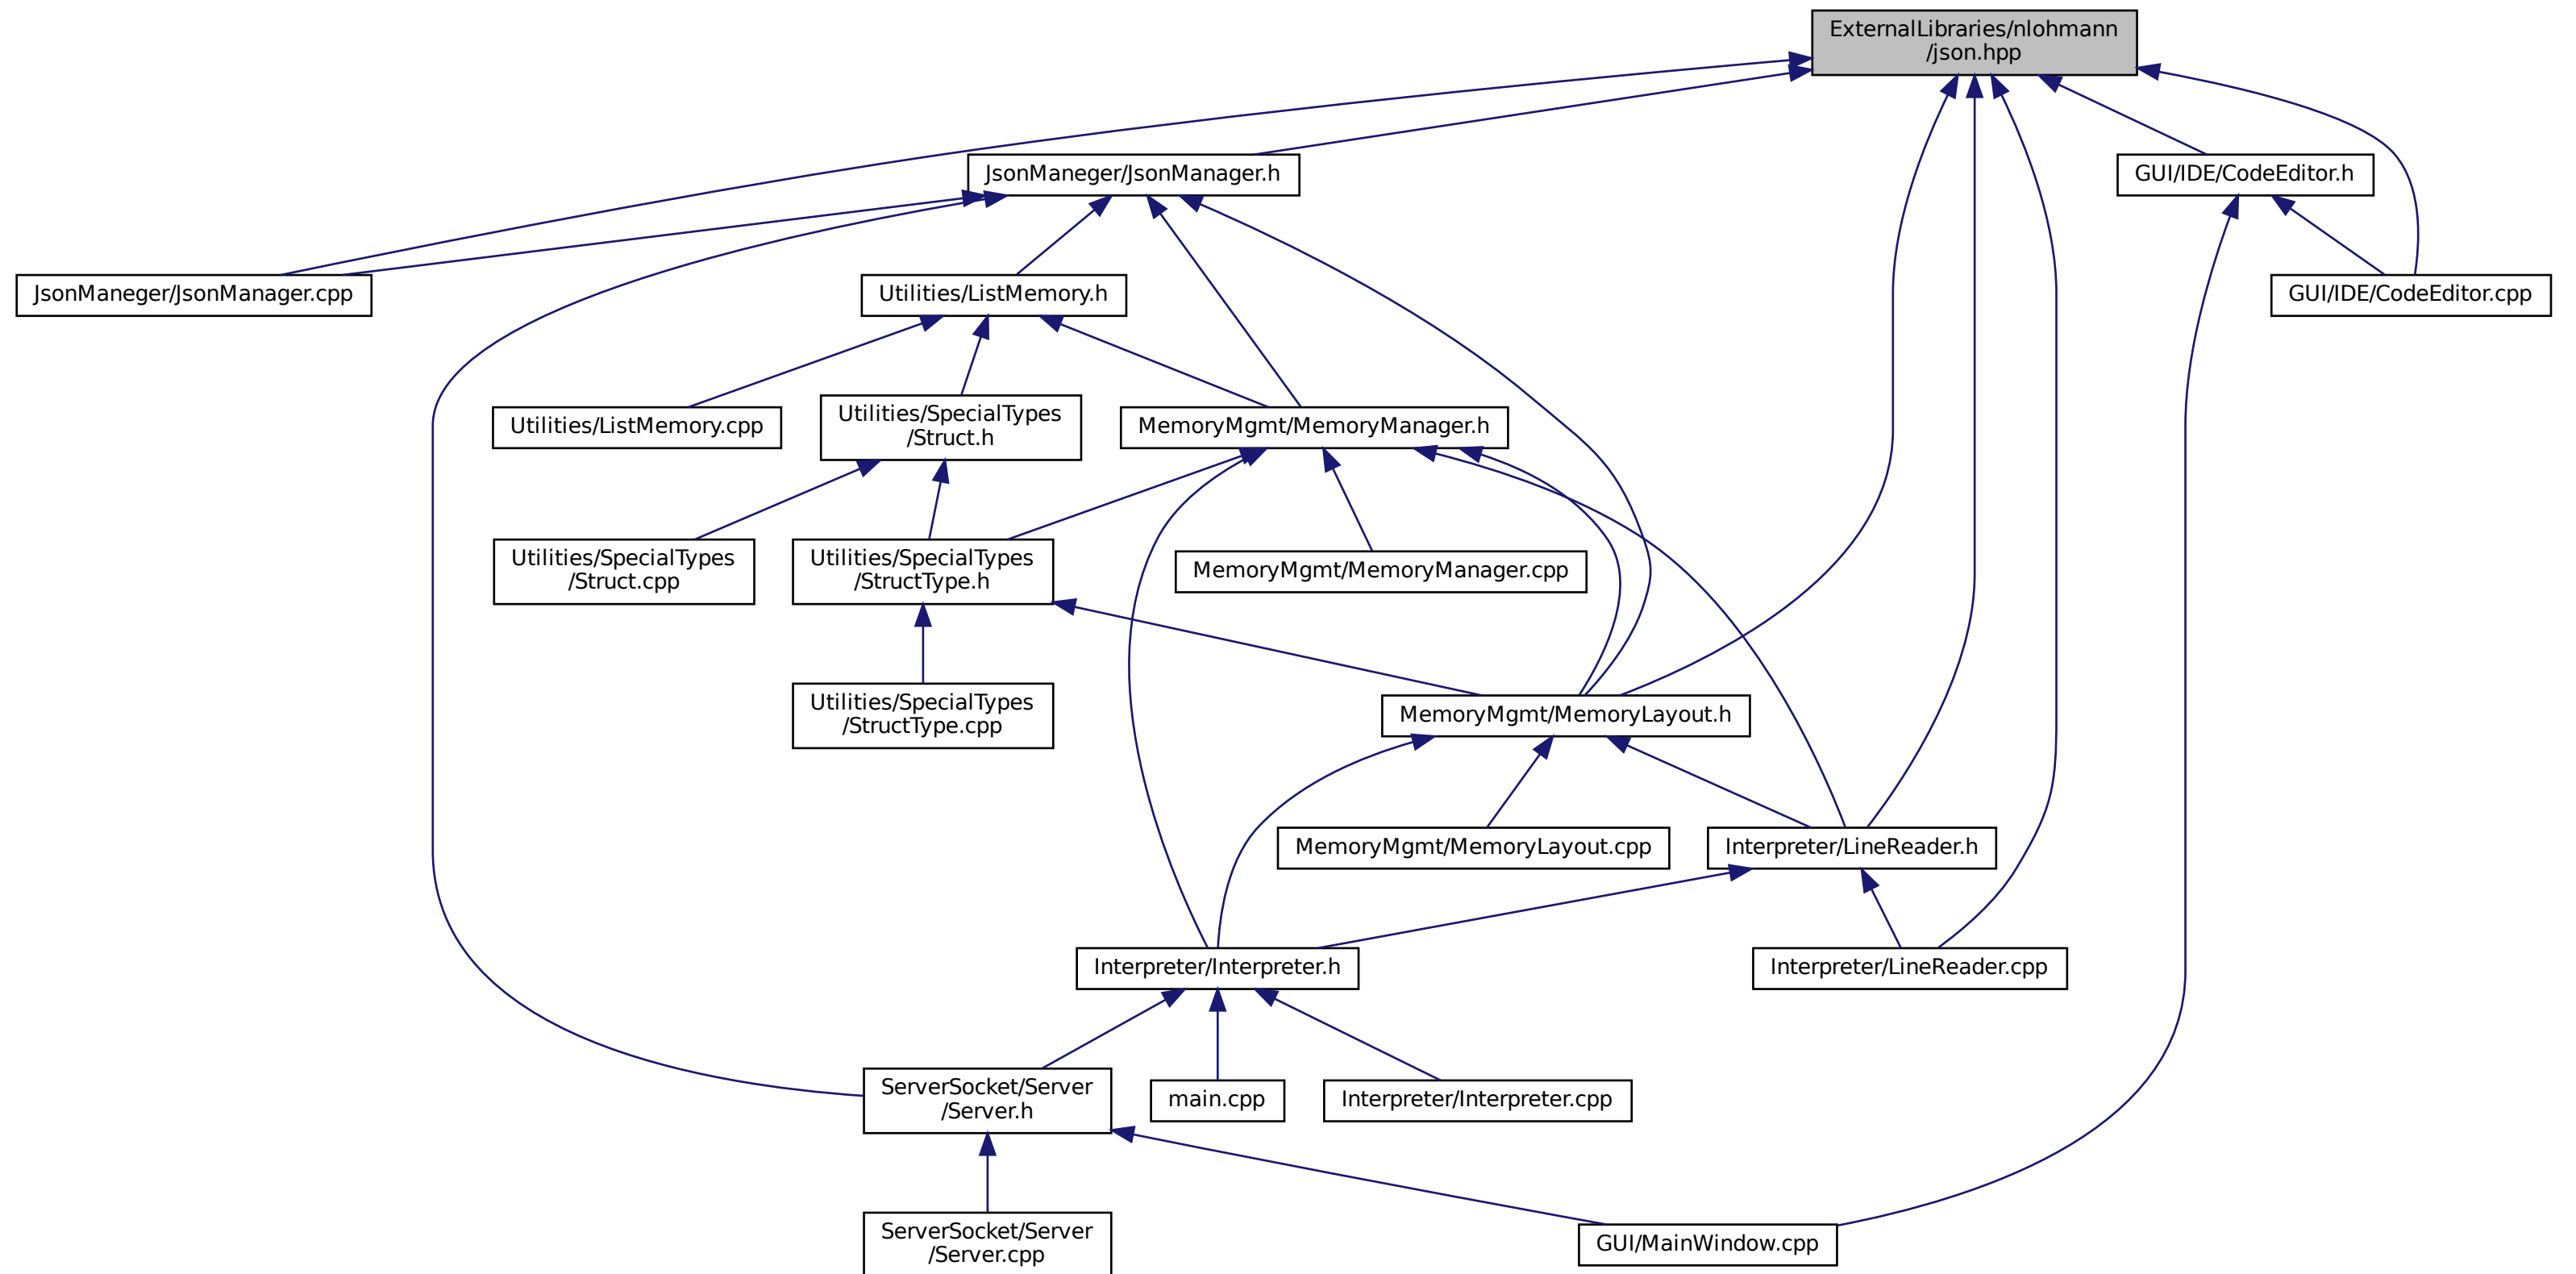 ExternalLibraries/nlohmann
/json.hpp
JsonManeger/JsonManager.h
GUI/IDE/CodeEditor.h
JsonManeger/JsonManager.cpp
Utilities/ListMemory.h
GUI/IDE/CodeEditor.cpp
Utilities/ListMemory.cpp
Utilities/SpecialTypes
/Struct.h
MemoryMgmt/MemoryManager.h
Utilities/SpecialTypes
/Struct.cpp
Utilities/SpecialTypes
/StructType.h
MemoryMgmt/MemoryManager.cpp
Utilities/SpecialTypes
/StructType.cpp
MemoryMgmt/MemoryLayout.h
MemoryMgmt/MemoryLayout.cpp
Interpreter/LineReader.h
Interpreter/Interpreter.h
Interpreter/LineReader.cpp
ServerSocket/Server
/Server.h
main.cpp
Interpreter/Interpreter.cpp
ServerSocket/Server
/Server.cpp
GUI/MainWindow.cpp